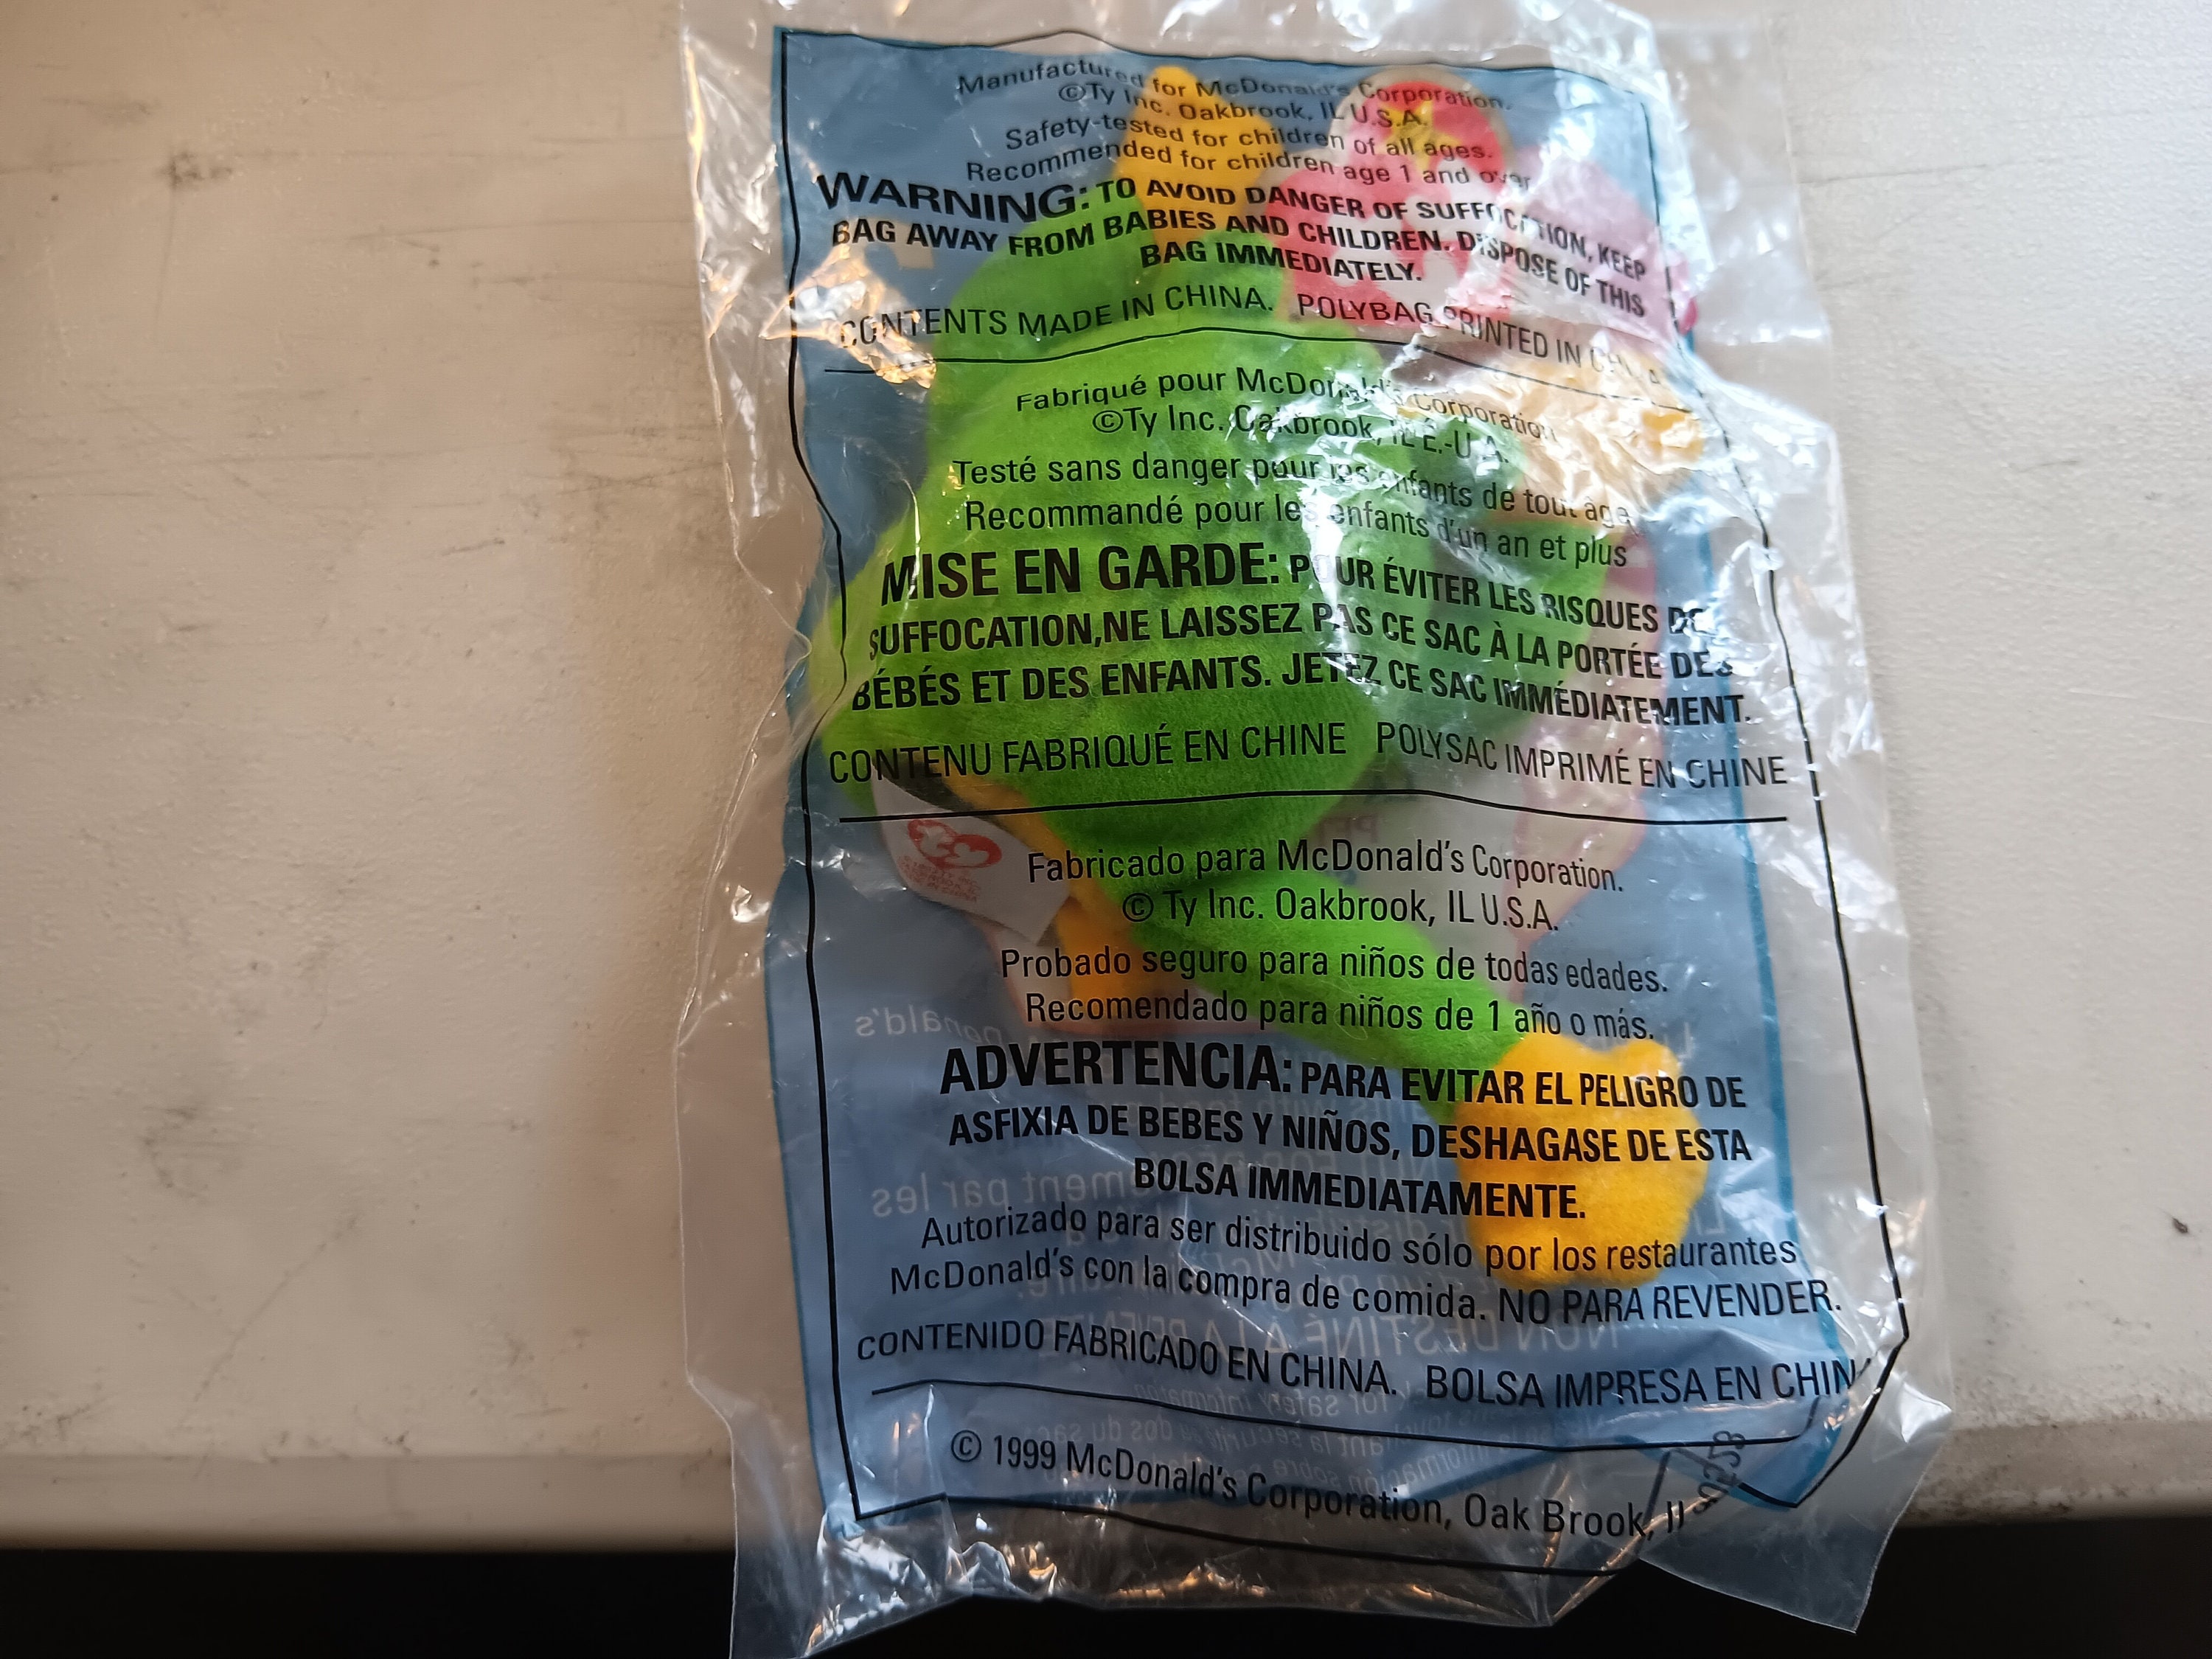 Manufactured for McDonald's Corporation.
©Ty Inc. Oakbrook, IL U.S.A.
Safety-tested for children of all ages.
Recommended for children age 1 and over
WARNING: TO AVOID DANGER OF SUFFOCATION, KEEP
BAG AWAY FROM BABIES AND CHILDREN. DISPOSE OF THIS
BAG IMMEDIATELY.
CONTENTS MADE IN CHINA. POLYBAG PRINTED IN CHINA
Fabriqué pour McDonald's Corporation
©Ty Inc. Oakbrook, IL É.-U.A.
Testé sans danger pour les enfants de tout âge
Recommandé pour les enfants d'un an et plus
MISE EN GARDE: POUR ÉVITER LES RISQUES DE
SUFFOCATION,NE LAISSEZ PAS CE SAC À LA PORTÉE DES
BÉBÉS ET DES ENFANTS. JETEZ CE SAC IMMÉDIATEMENT.
CONTENU FABRIQUÉ EN CHINE POLYSAC IMPRIMÉ EN CHINE
Fabricado para McDonald's Corporation.
© Ty Inc. Oakbrook, IL U.S.A.
Probado seguro para niños de todas edades.
Recomendado para niños de 1 año o más.
ADVERTENCIA: PARA EVITAR EL PELIGRO DE
ASFIXIA DE BEBES Y NIÑOS, DESHAGASE DE ESTA
BOLSA IMMEDIATAMENTE.
Autorizado para ser distribuido sólo por los restaurantes
McDonald's con la compra de comida. NO PARA REVENDER.
CONTENIDO FABRICADO EN CHINA. BOLSA IMPRESA EN CHINA
© 1999 McDonald's Corporation, Oak Brook, Il